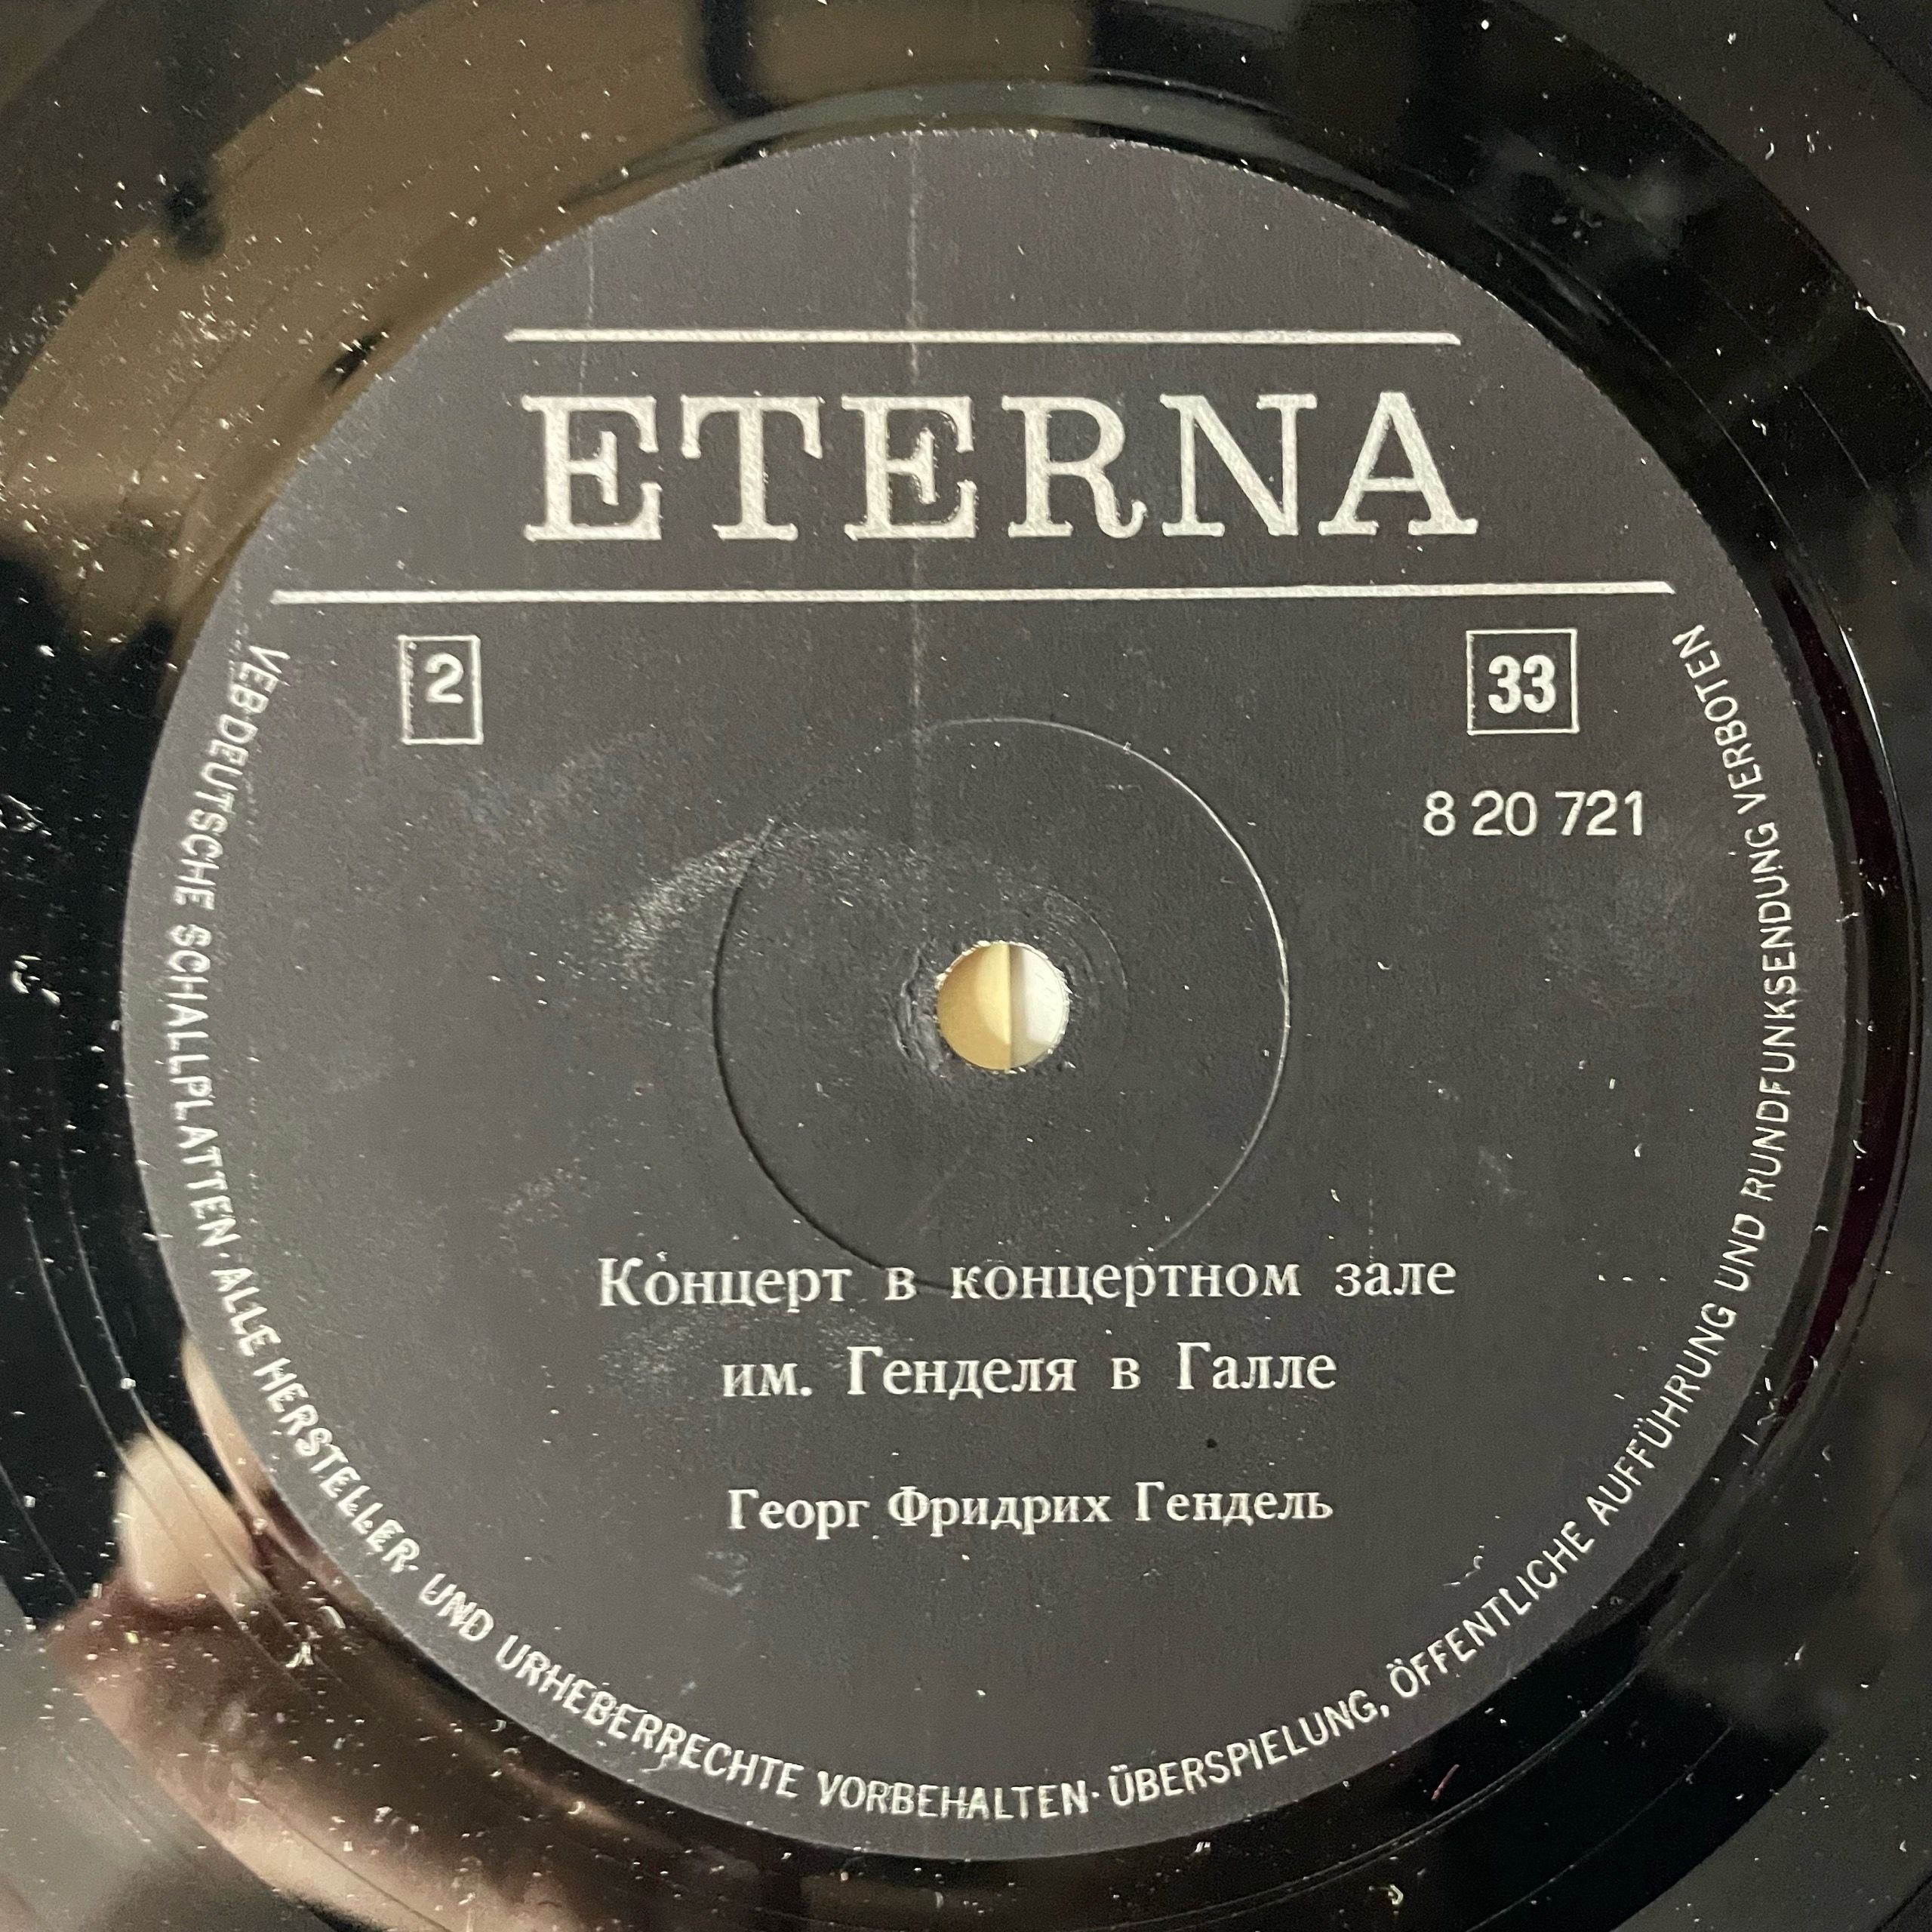 ETERNA
2
33
8 20 721
Концерт в концертном зале
им. Генделя в Галле
Георг Фридрих Гендель
VEB DEUTSCHE SCHALLPLATTEN · ALLE HERSTELLER- UND URHEBERRECHTE VORBEHALTEN · ÜBERSPIELUNG, ÖFFENTLICHE AUFFÜHRUNG UND RUNDFUNKSENDUNG VERBOTEN